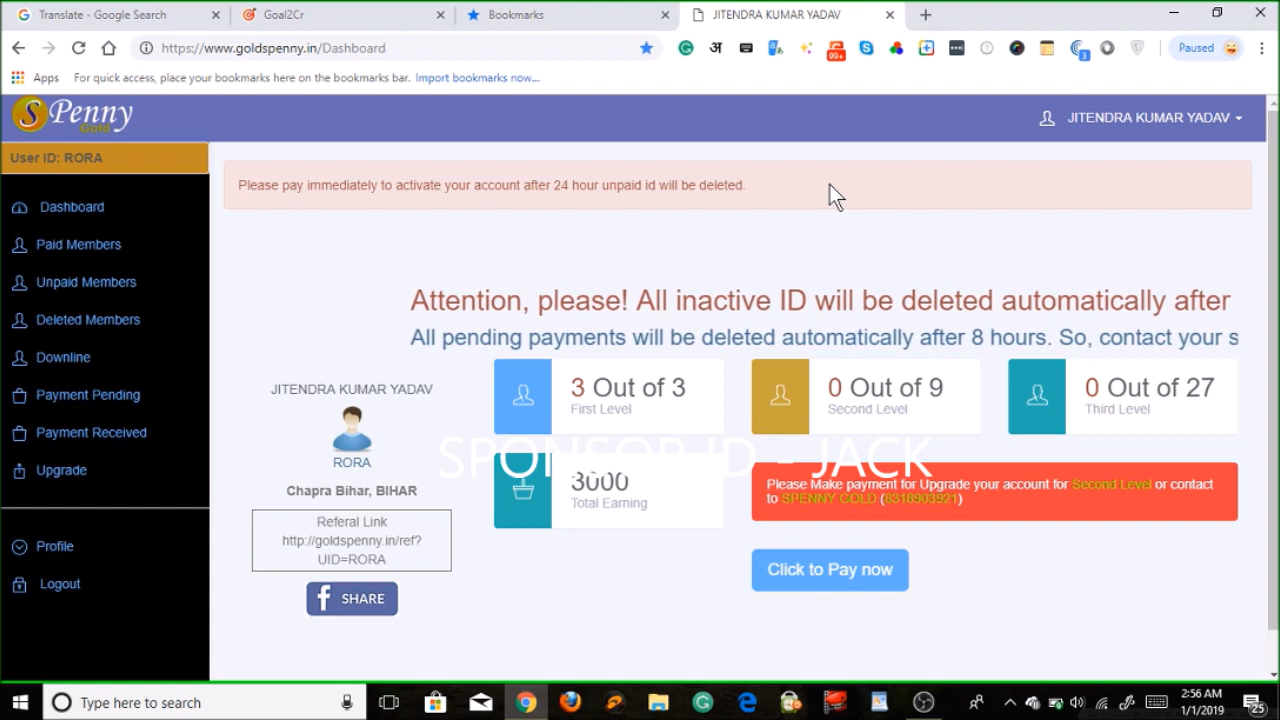 Translate - Google Search
Goal2Cr
Bookmarks
JITENDRA KUMAR YADAV
https://www.goldspenny.in/Dashboard
अ
99+
3
Paused
Apps
For quick access, place your bookmarks here on the bookmarks bar. Import bookmarks now...
S Penny
Gold
JITENDRA KUMAR YADAV
User ID: RORA
Please pay immediately to activate your account after 24 hour unpaid id will be deleted.
Dashboard
Paid Members
Unpaid Members
Deleted Members
Downline
Payment Pending
Payment Received
Upgrade
Profile
Logout
Attention, please! All inactive ID will be deleted automatically after
All pending payments will be deleted automatically after 8 hours. So, contact your s
JITENDRA KUMAR YADAV
RORA
Chapra Bihar, BIHAR
Referal Link
http://goldspenny.in/ref?
UID=RORA
f SHARE
3 Out of 3
First Level
0 Out of 9
Second Level
0 Out of 27
Third Level
SPONSOR ID - JACK
3000
Total Earning
Please Make payment for Upgrade your account for Second Level or contact
to SPENNY GOLD (8318903921)
Click to Pay now
Type here to search
2:56 AM
1/1/2019
25